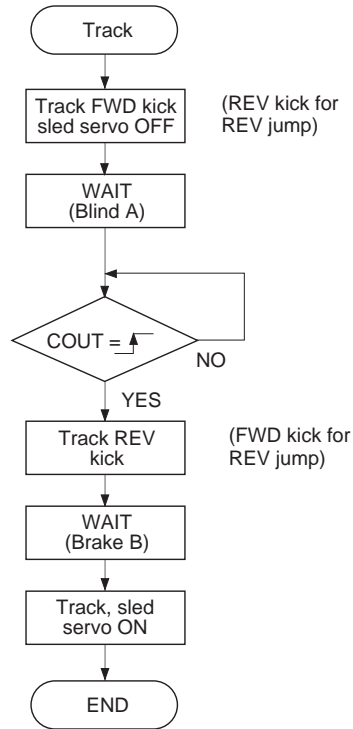 Track
Track FWD kick
sled servo OFF
(REV kick for
REV jump)
WAIT
(Blind A)
COUT =
NO
YES
Track REV
kick
(FWD kick for
REV jump)
WAIT
(Brake B)
Track, sled
servo ON
END